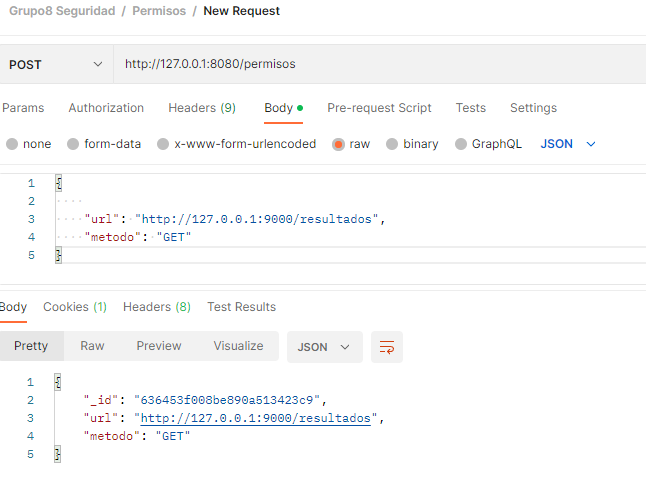 Grupo8 Seguridad / Permisos / New Request
POST http://127.0.0.1:8080/permisos
Params Authorization Headers (9) Body Pre-request Script Tests Settings
none form-data x-www-form-urlencoded raw binary GraphQL JSON
1 {
2 ····
3 ····"url":·"http://127.0.0.1:9000/resultados",
4 ····"metodo":·"GET"
5 }
Body Cookies (1) Headers (8) Test Results
Pretty Raw Preview Visualize JSON
1 {
2 "_id": "636453f008be890a513423c9",
3 "url": "http://127.0.0.1:9000/resultados",
4 "metodo": "GET"
5 }